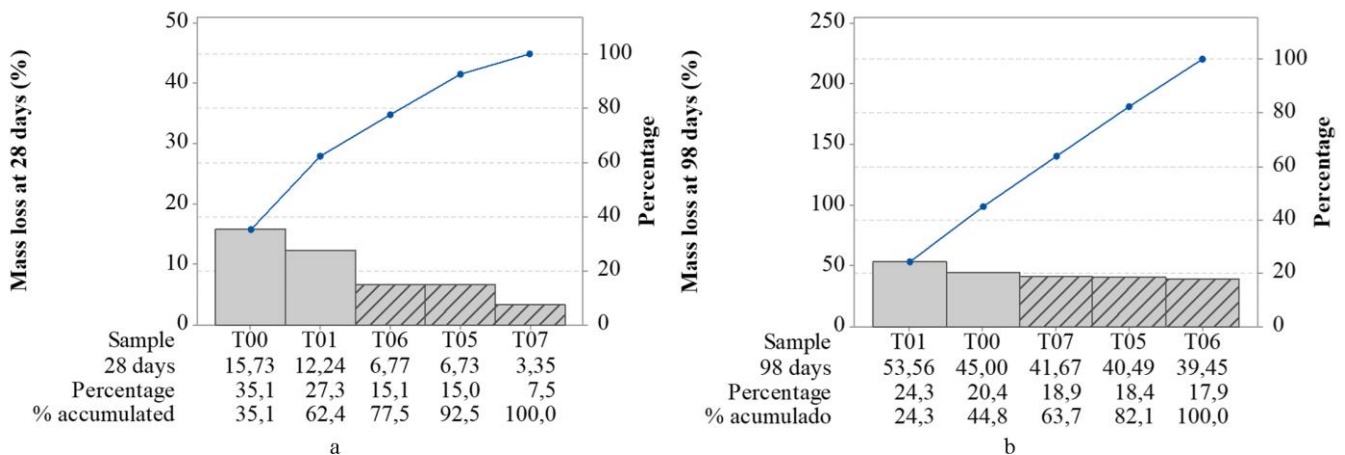 Mass loss at 28 days (%)
50
40
30
20
10
0
100
80
60
40
20
0
Percentage
Sample T00 T01 T06 T05 T07
28 days 15,73 12,24 6,77 6,73 3,35
Percentage 35,1 27,3 15,1 15,0 7,5
% accumulated 35,1 62,4 77,5 92,5 100,0
a
Mass loss at 98 days (%)
250
200
150
100
50
0
100
80
60
40
20
0
Percentage
Sample T01 T00 T07 T05 T06
98 days 53,56 45,00 41,67 40,49 39,45
Percentage 24,3 20,4 18,9 18,4 17,9
% acumulado 24,3 44,8 63,7 82,1 100,0
b